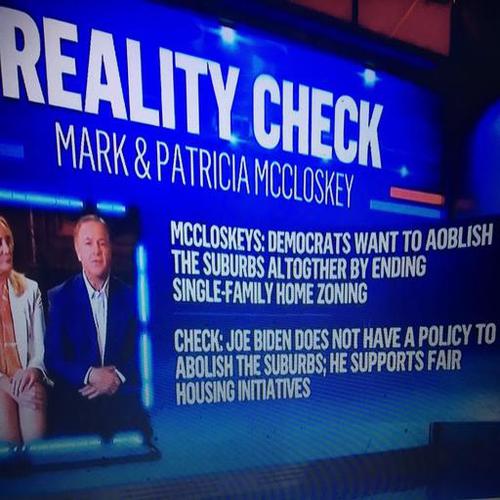 REALITY CHECK
MARK & PATRICIA MCCLOSKEY
MCCLOSKEYS: DEMOCRATS WANT TO AOBLISH
THE SUBURBS ALTOGTHER BY ENDING
SINGLE-FAMILY HOME ZONING
CHECK: JOE BIDEN DOES NOT HAVE A POLICY TO
ABOLISH THE SUBURBS; HE SUPPORTS FAIR
HOUSING INITIATIVES